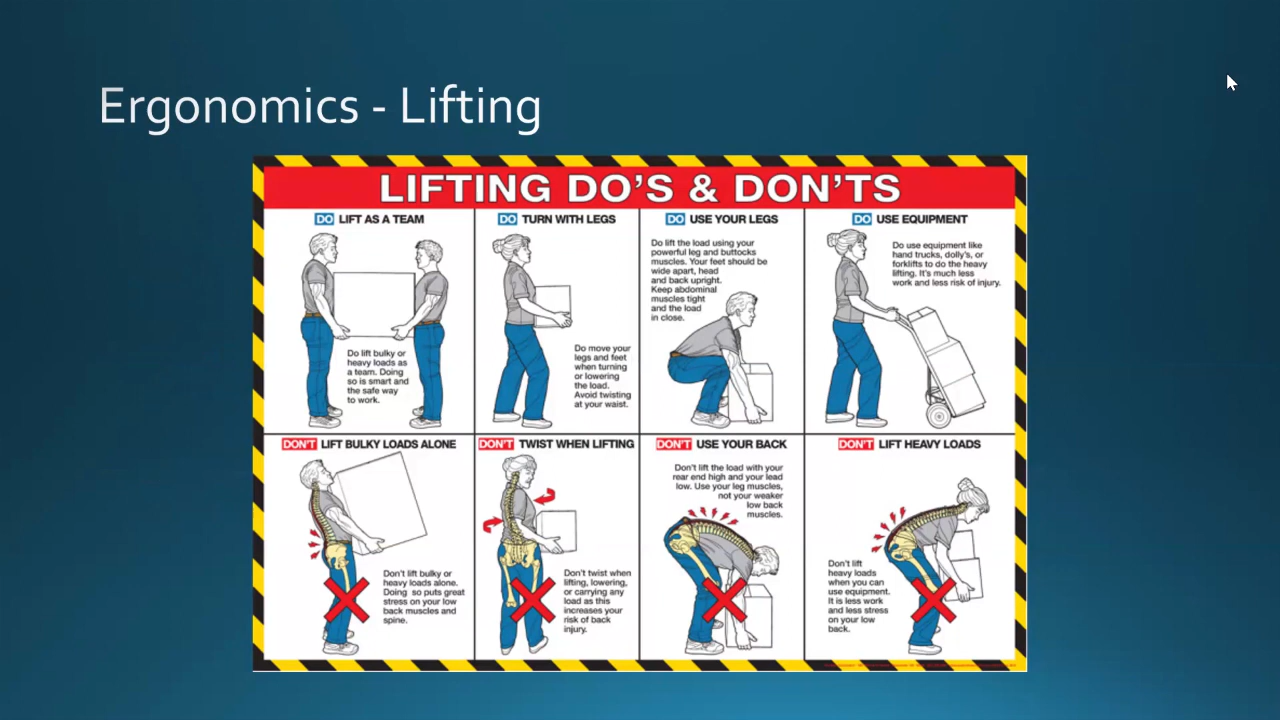 Ergonomics - Lifting
LIFTING DO'S & DON'TS
DO LIFT AS A TEAM
Do lift bulky or
heavy loads as
a team. Doing
so is smart and
the safe way
to work.
DO TURN WITH LEGS
Do move your
legs and feet
when turning
or lowering
the load.
Avoid twisting
at your waist.
DO USE YOUR LEGS
Do lift the load using your
powerful leg and buttocks
muscles. Your feet should be
wide apart, head
and back upright.
Keep abdominal
muscles tight
and the load
in close.
DO USE EQUIPMENT
Do use equipment like
hand trucks, dolly's, or
forklifts to do the heavy
lifting. It's much less
work and less risk of injury.
DON'T LIFT BULKY LOADS ALONE
Don't lift bulky or
heavy loads alone.
Doing so puts great
stress on your low
back muscles and
spine.
DON'T TWIST WHEN LIFTING
Don't twist when
lifting, lowering,
or carrying any
load as this
increases your
risk of back
injury.
DON'T USE YOUR BACK
Don't lift the load with your
rear end high and your lead
low. Use your leg muscles,
not your weaker
low back
muscles.
DON'T LIFT HEAVY LOADS
Don't lift
heavy loads
when you can
use equipment.
It is less work
and less stress
on your low
back.